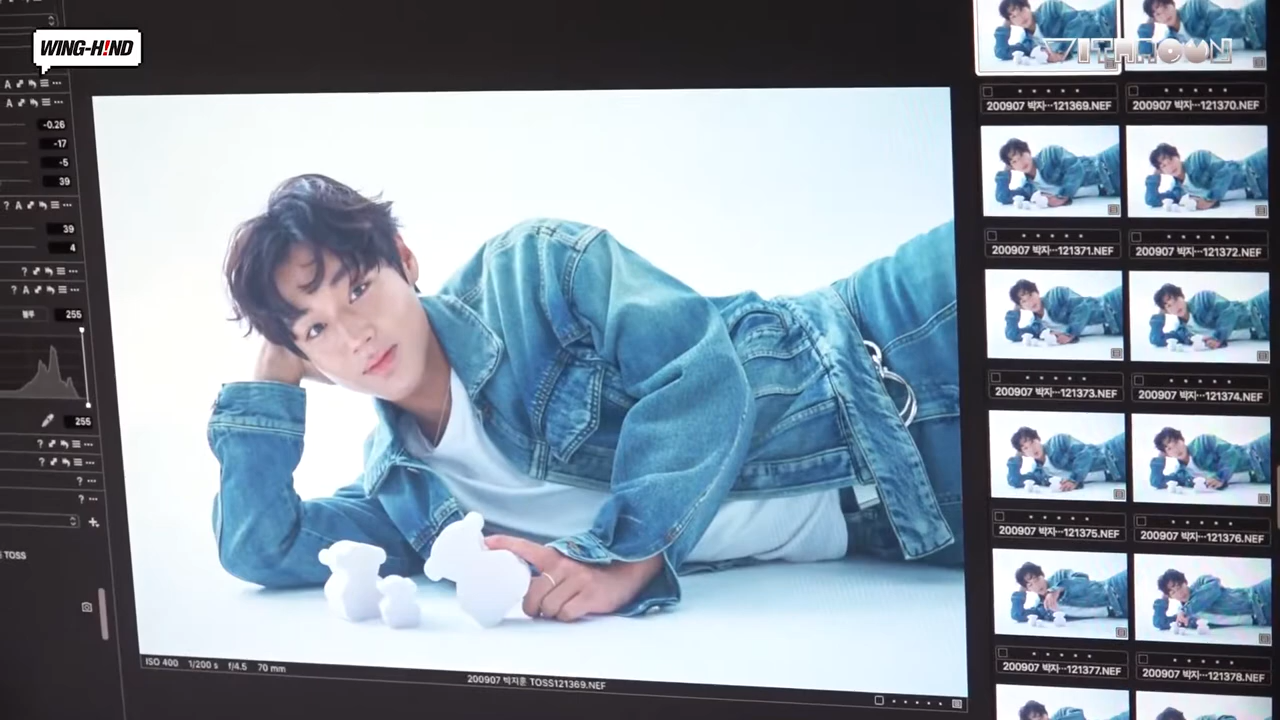 WING-H!ND
-0.26
-17
-5
39
39
4
블루 255
255
TOSS
ISO 400 1/200 s f/4.5 70 mm
200907 박지훈 TOSS121369.NEF
200907 박지…121369.NEF
200907 박지…121370.NEF
200907 박지…121371.NEF
200907 박지…121372.NEF
200907 박지…121373.NEF
200907 박지…121374.NEF
200907 박지…121375.NEF
200907 박지…121376.NEF
200907 박지…121377.NEF
200907 박지…121378.NEF